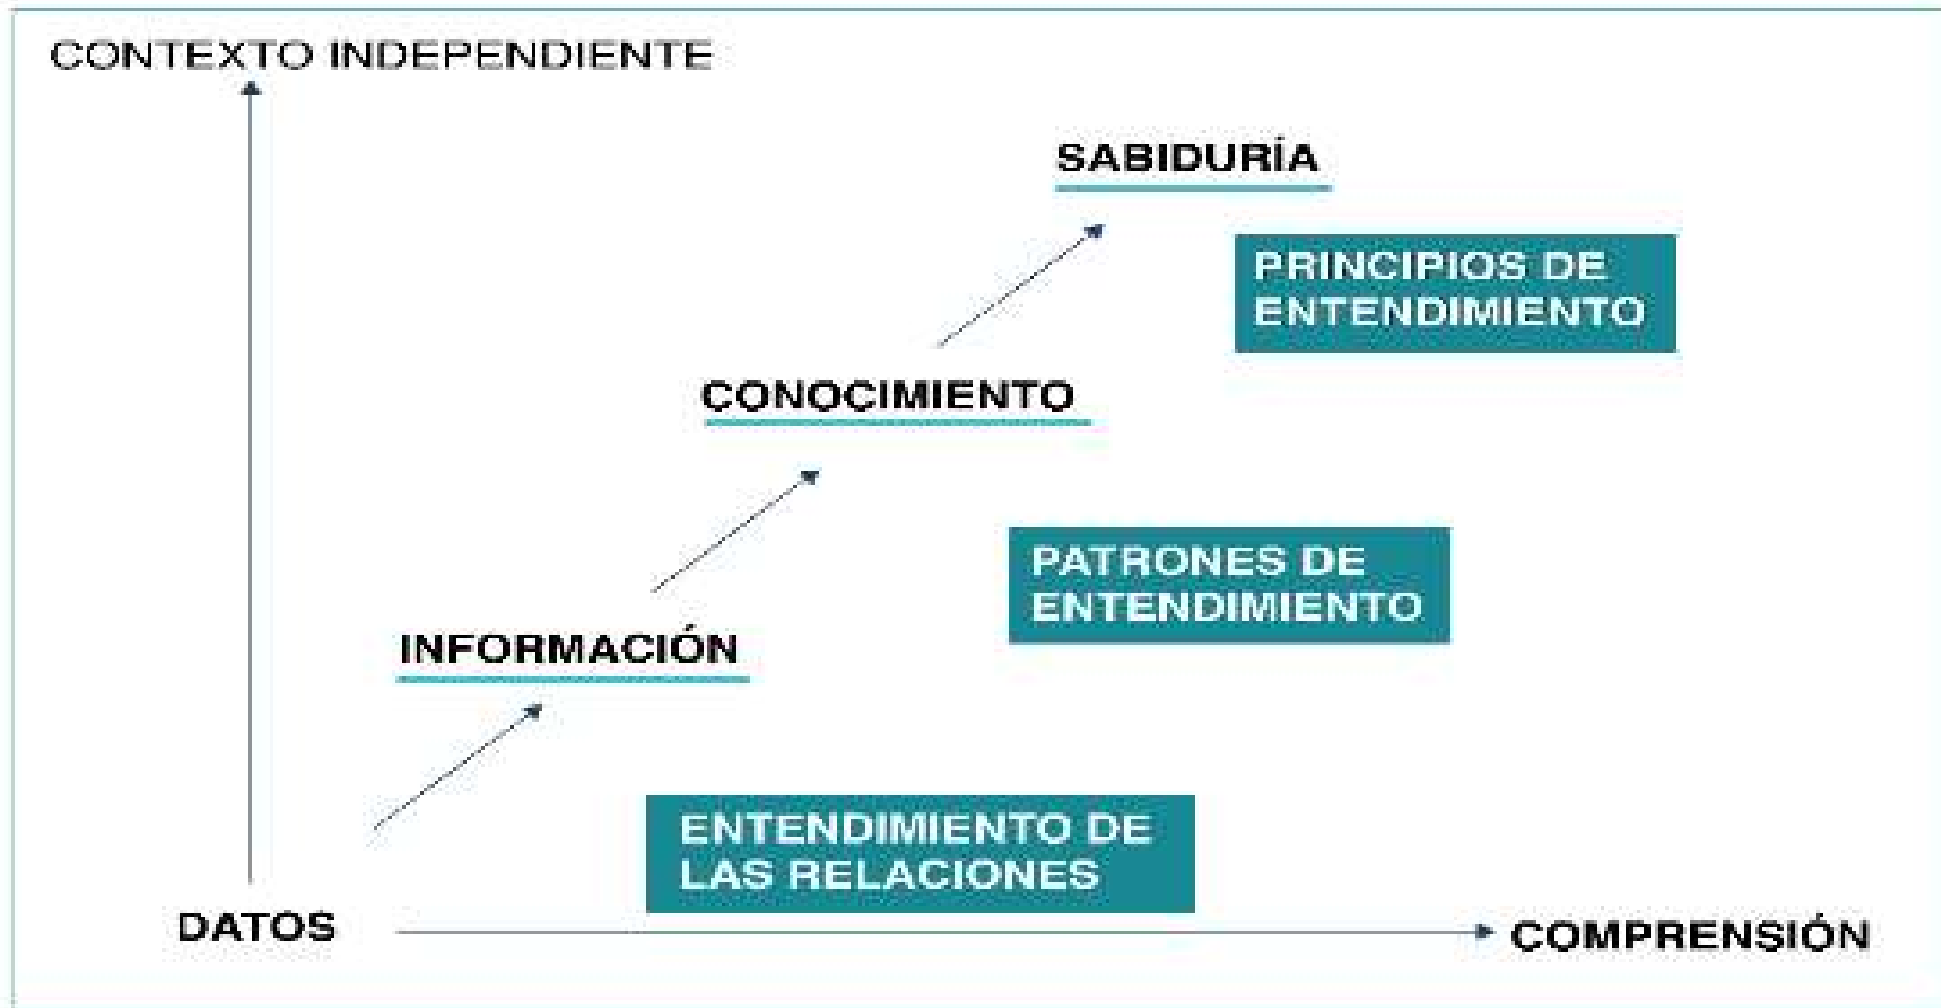 CONTEXTO INDEPENDIENTE
SABIDURÍA
PRINCIPIOS DE
ENTENDIMIENTO
CONOCIMIENTO
PATRONES DE
ENTENDIMIENTO
INFORMACIÓN
ENTENDIMIENTO DE
LAS RELACIONES
DATOS
COMPRENSIÓN